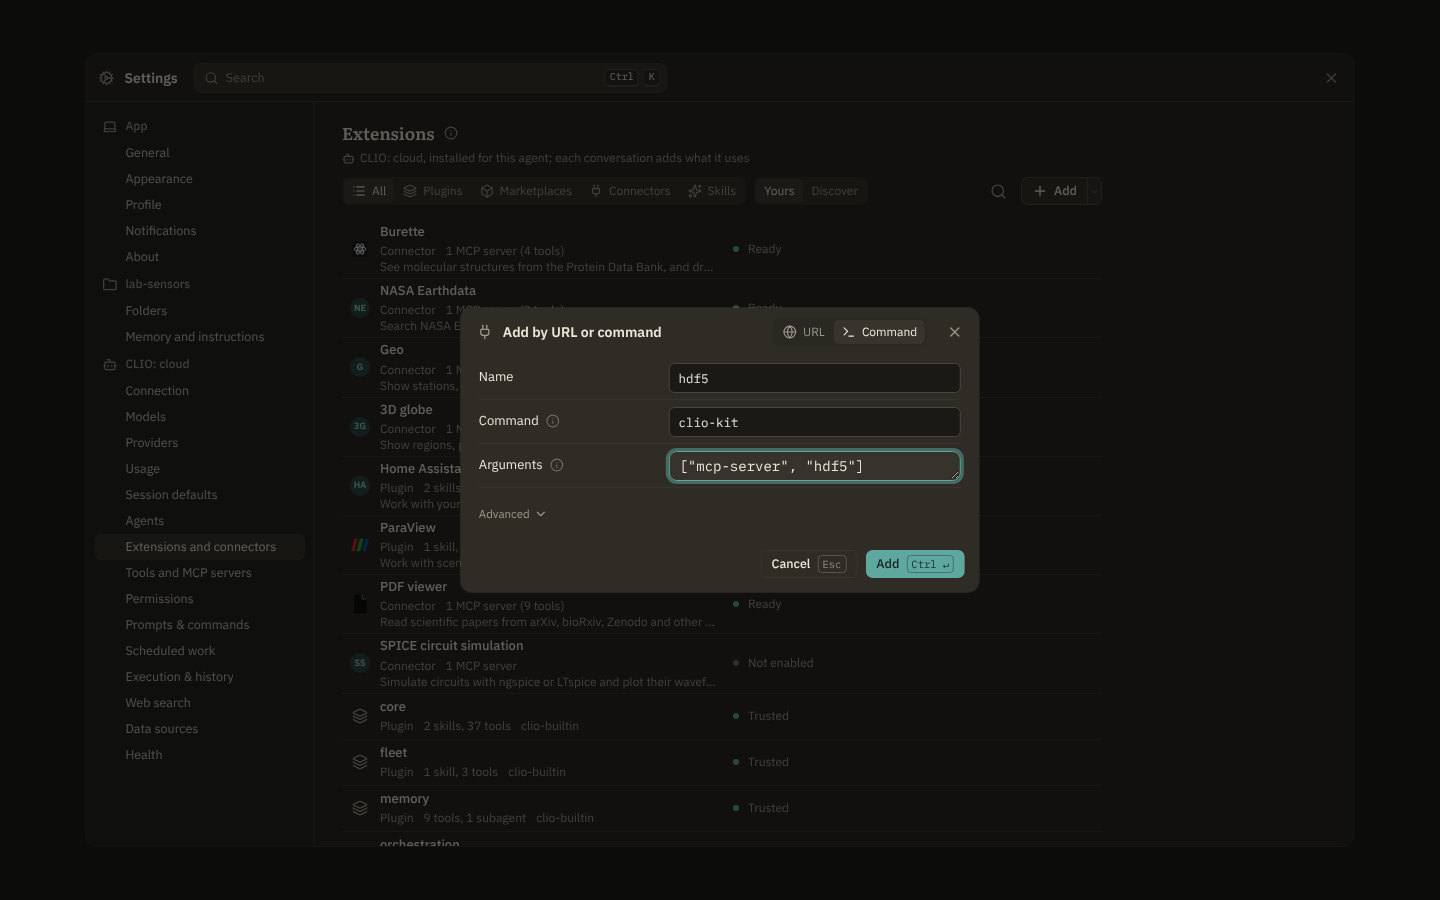 Settings
Search
Ctrl K
App
General
Appearance
Profile
Notifications
About
lab-sensors
Folders
Memory and instructions
CLIO: cloud
Connection
Models
Providers
Usage
Session defaults
Agents
Extensions and connectors
Tools and MCP servers
Permissions
Prompts & commands
Scheduled work
Execution & history
Web search
Data sources
Health
Extensions
CLIO: cloud, installed for this agent; each conversation adds what it uses
All Plugins Marketplaces Connectors Skills Yours Discover
Add
Burette
Connector 1 MCP server (4 tools)
See molecular structures from the Protein Data Bank, and dr...
Ready
NE
NASA Earthdata
Connector
Search NASA E
Ready
G
Geo
Connector 1 M
Show stations,
3G
3D globe
Connector 1 M
Show regions,
HA
Home Assista
Plugin 2 skills
Work with your
ParaView
Plugin 1 skill,
Work with scen
PDF viewer
Connector 1 MCP server (9 tools)
Read scientific papers from arXiv, bioRxiv, Zenodo and other ...
Ready
SS
SPICE circuit simulation
Connector 1 MCP server
Simulate circuits with ngspice or LTspice and plot their wavef...
Not enabled
core
Plugin 2 skills, 37 tools clio-builtin
Trusted
fleet
Plugin 1 skill, 3 tools clio-builtin
Trusted
memory
Plugin 9 tools, 1 subagent clio-builtin
Trusted
orchestration
Add by URL or command
URL Command
Name
hdf5
Command
clio-kit
Arguments
["mcp-server", "hdf5"]
Advanced
Cancel Esc
Add Ctrl ↵